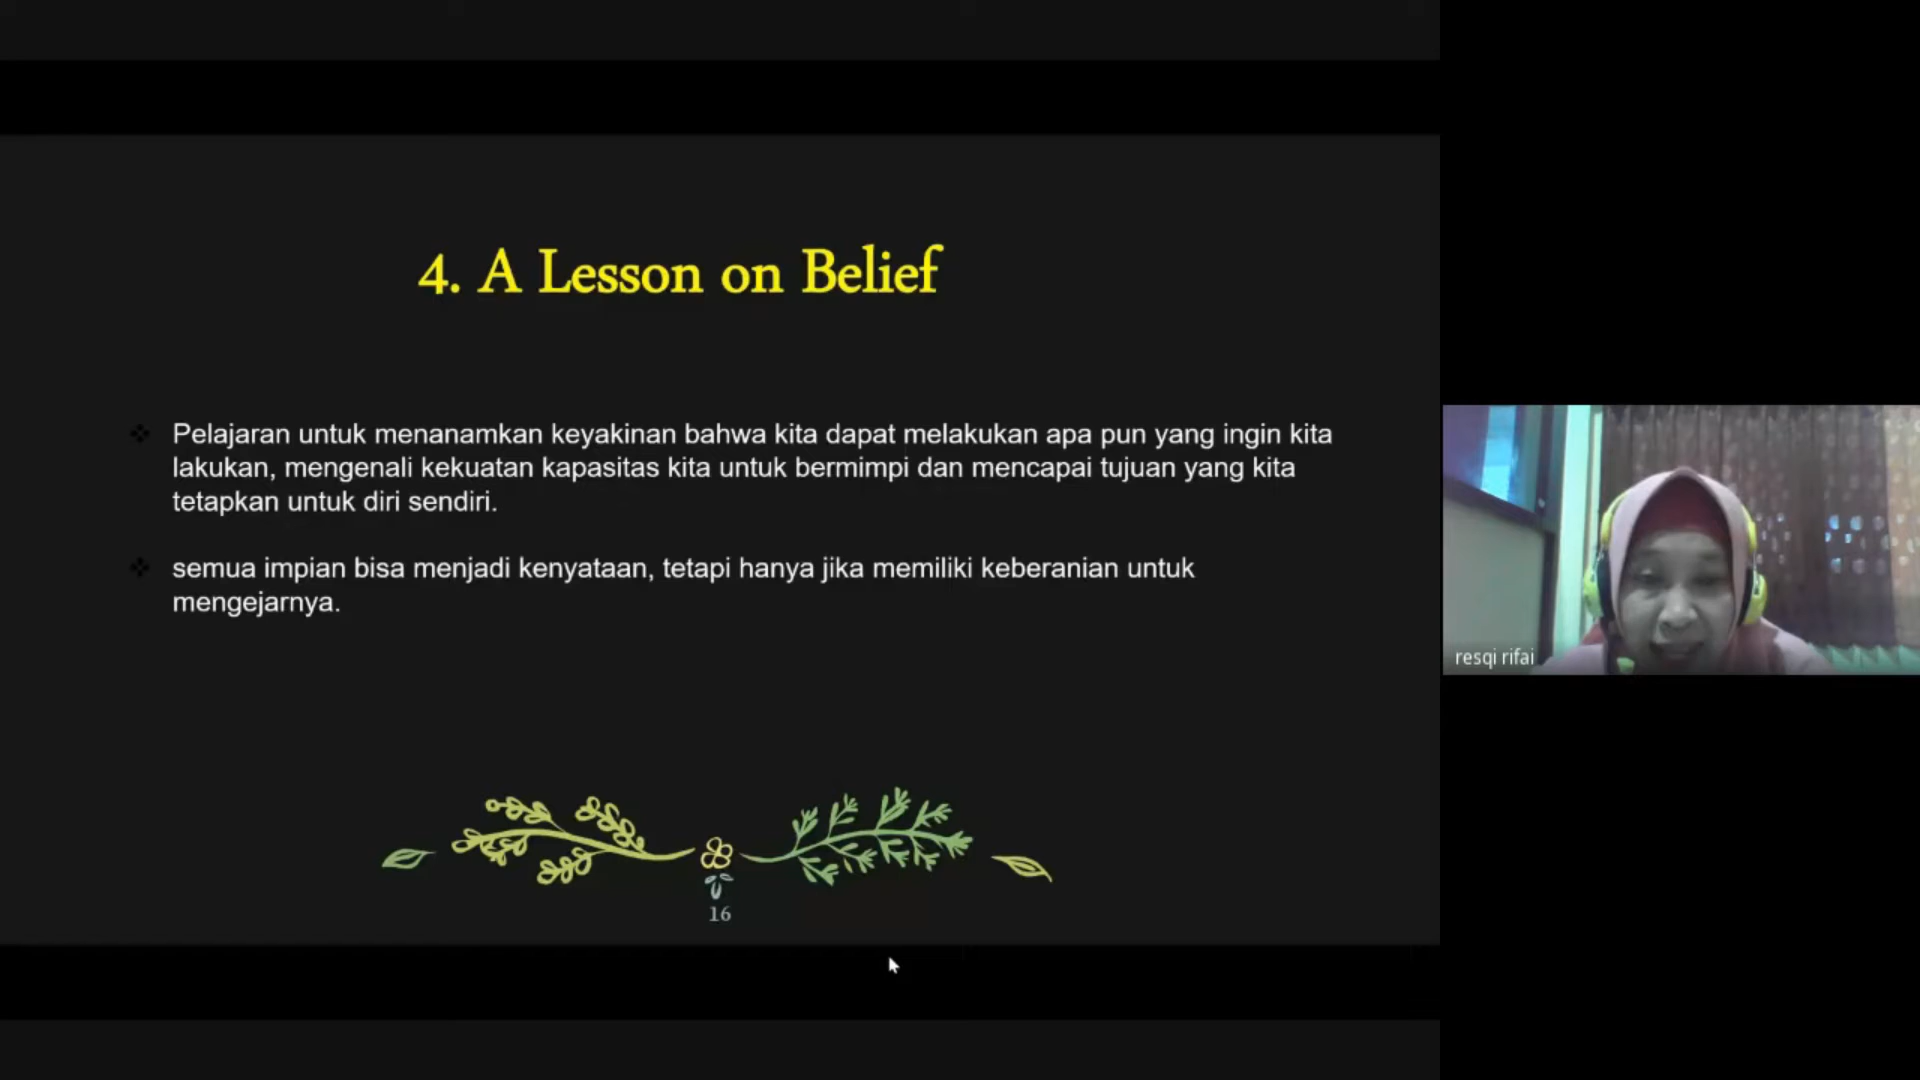 4. A Lesson on Belief
Pelajaran untuk menanamkan keyakinan bahwa kita dapat melakukan apa pun yang ingin kita
lakukan, mengenali kekuatan kapasitas kita untuk bermimpi dan mencapai tujuan yang kita
tetapkan untuk diri sendiri.
semua impian bisa menjadi kenyataan, tetapi hanya jika memiliki keberanian untuk
mengejarnya.
16
resqi rifai